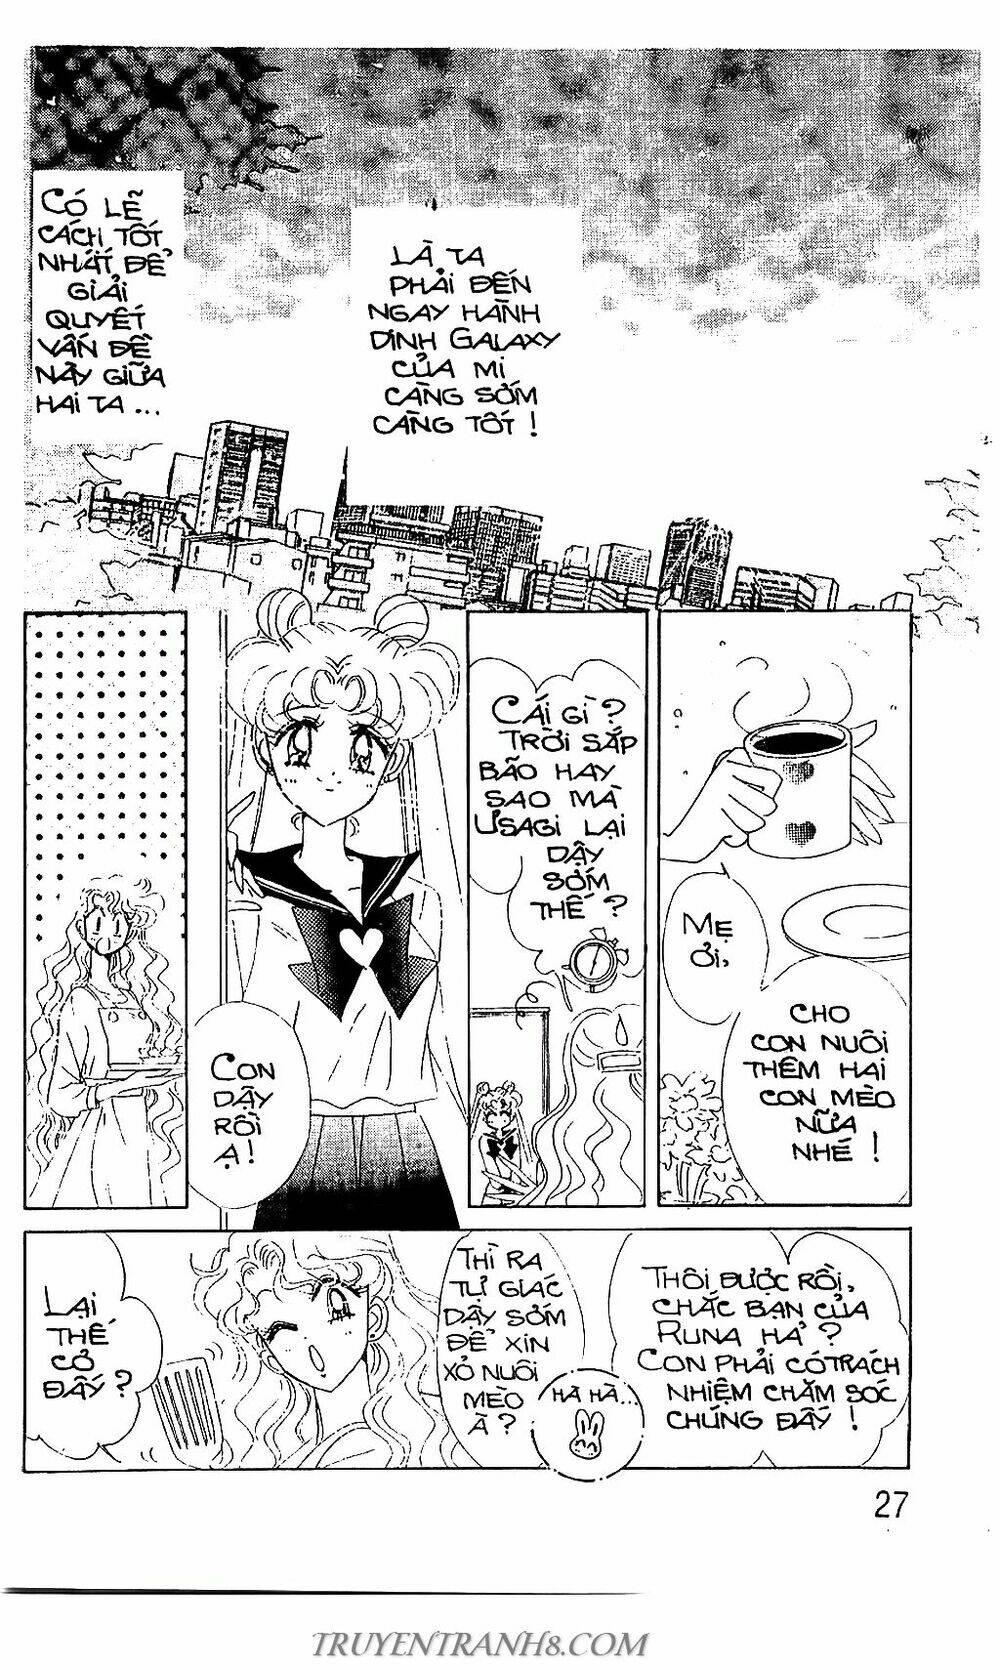 CÓ LẼ
CÁCH TỐT
NHẤT ĐỂ
GIẢI
QUYẾT
VẤN ĐỀ
NÀY GIỮA
HAI TA ...
LÀ TA
PHẢI ĐẾN
NGAY HÀNH
DINH GALAXY
CỦA MI
CÀNG SỚM
CÀNG TỐT !
CON
DẬY
RỒI
Ạ !
CÁI GÌ ?
TRỜI SẮP
BÃO HAY
SAO MÀ
USAGI LẠI
DẬY
SỚM
THẾ ?
MẸ
ƠI,
CHO
CON NUÔI
THÊM HAI
CON MÈO
NỮA
NHÉ !
LẠI
THẾ
CƠ
ĐẤY ?
THÌ RA
TỰ GIÁC
DẬY SỚM
ĐỂ XIN
XỎ NUÔI
MÈO
À ?
HA HÀ...
THÔI ĐƯỢC RỒI,
CHẮC BẠN CỦA
RUNA HẢ ?
CON PHẢI CÓ TRÁCH
NHIỆM CHĂM SÓC
CHÚNG ĐẤY !
27
TRUYENTRANH8.COM